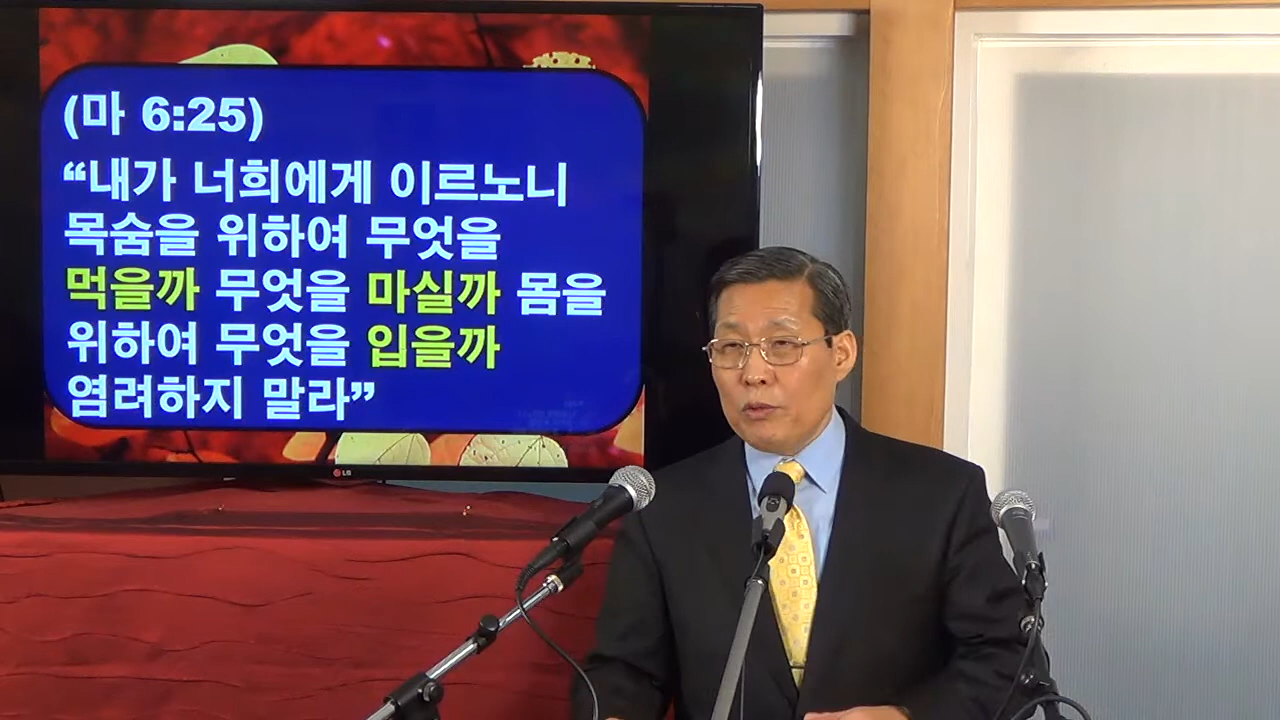 (마 6:25)
“내가 너희에게 이르노니
목숨을 위하여 무엇을
먹을까 무엇을 마실까 몸을
위하여 무엇을 입을까
염려하지 말라”
LG